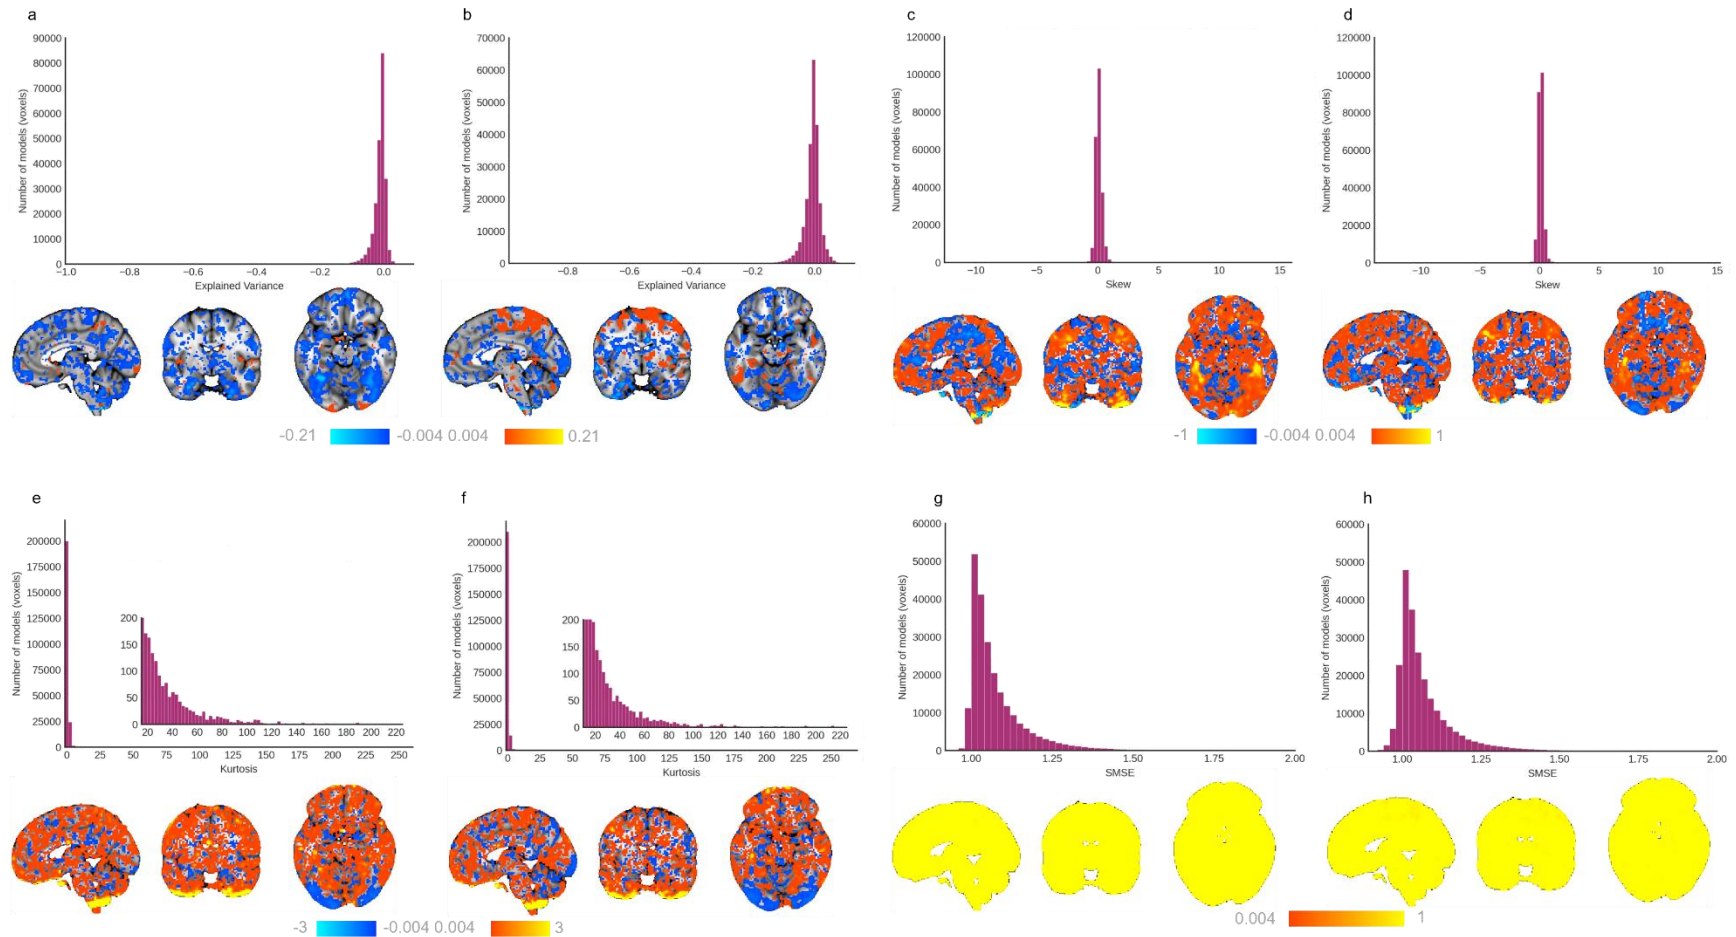 a
90000
80000
70000
60000
50000
40000
30000
20000
10000
0
Number of models (voxels)
−1.0 −0.8 −0.6 −0.4 −0.2 0.0
Explained Variance
b
70000
60000
50000
40000
30000
20000
10000
0
Number of models (voxels)
−0.8 −0.6 −0.4 −0.2 0.0
Explained Variance
-0.21 -0.004 0.004 0.21
c
120000
100000
80000
60000
40000
20000
0
Number of models (voxels)
−10 −5 0 5 10 15
Skew
d
120000
100000
80000
60000
40000
20000
0
Number of models (voxels)
−10 −5 0 5 10 15
Skew
-1 -0.004 0.004 1
e
200000
175000
150000
125000
100000
75000
50000
25000
0
Number of models (voxels)
200
150
100
50
0
20 40 60 80 100 120 140 160 180 200 220
0 25 50 75 100 125 150 175 200 225 250
Kurtosis
f
200000
175000
150000
125000
100000
75000
50000
25000
0
Number of models (voxels)
200
150
100
50
0
20 40 60 80 100 120 140 160 180 200 220
0 25 50 75 100 125 150 175 200 225 250
Kurtosis
-3 -0.004 0.004 3
g
60000
50000
40000
30000
20000
10000
0
Number of models (voxels)
1.00 1.25 1.50 1.75 2.00
SMSE
h
60000
50000
40000
30000
20000
10000
0
Number of models (voxels)
1.00 1.25 1.50 1.75 2.00
SMSE
0.004 1